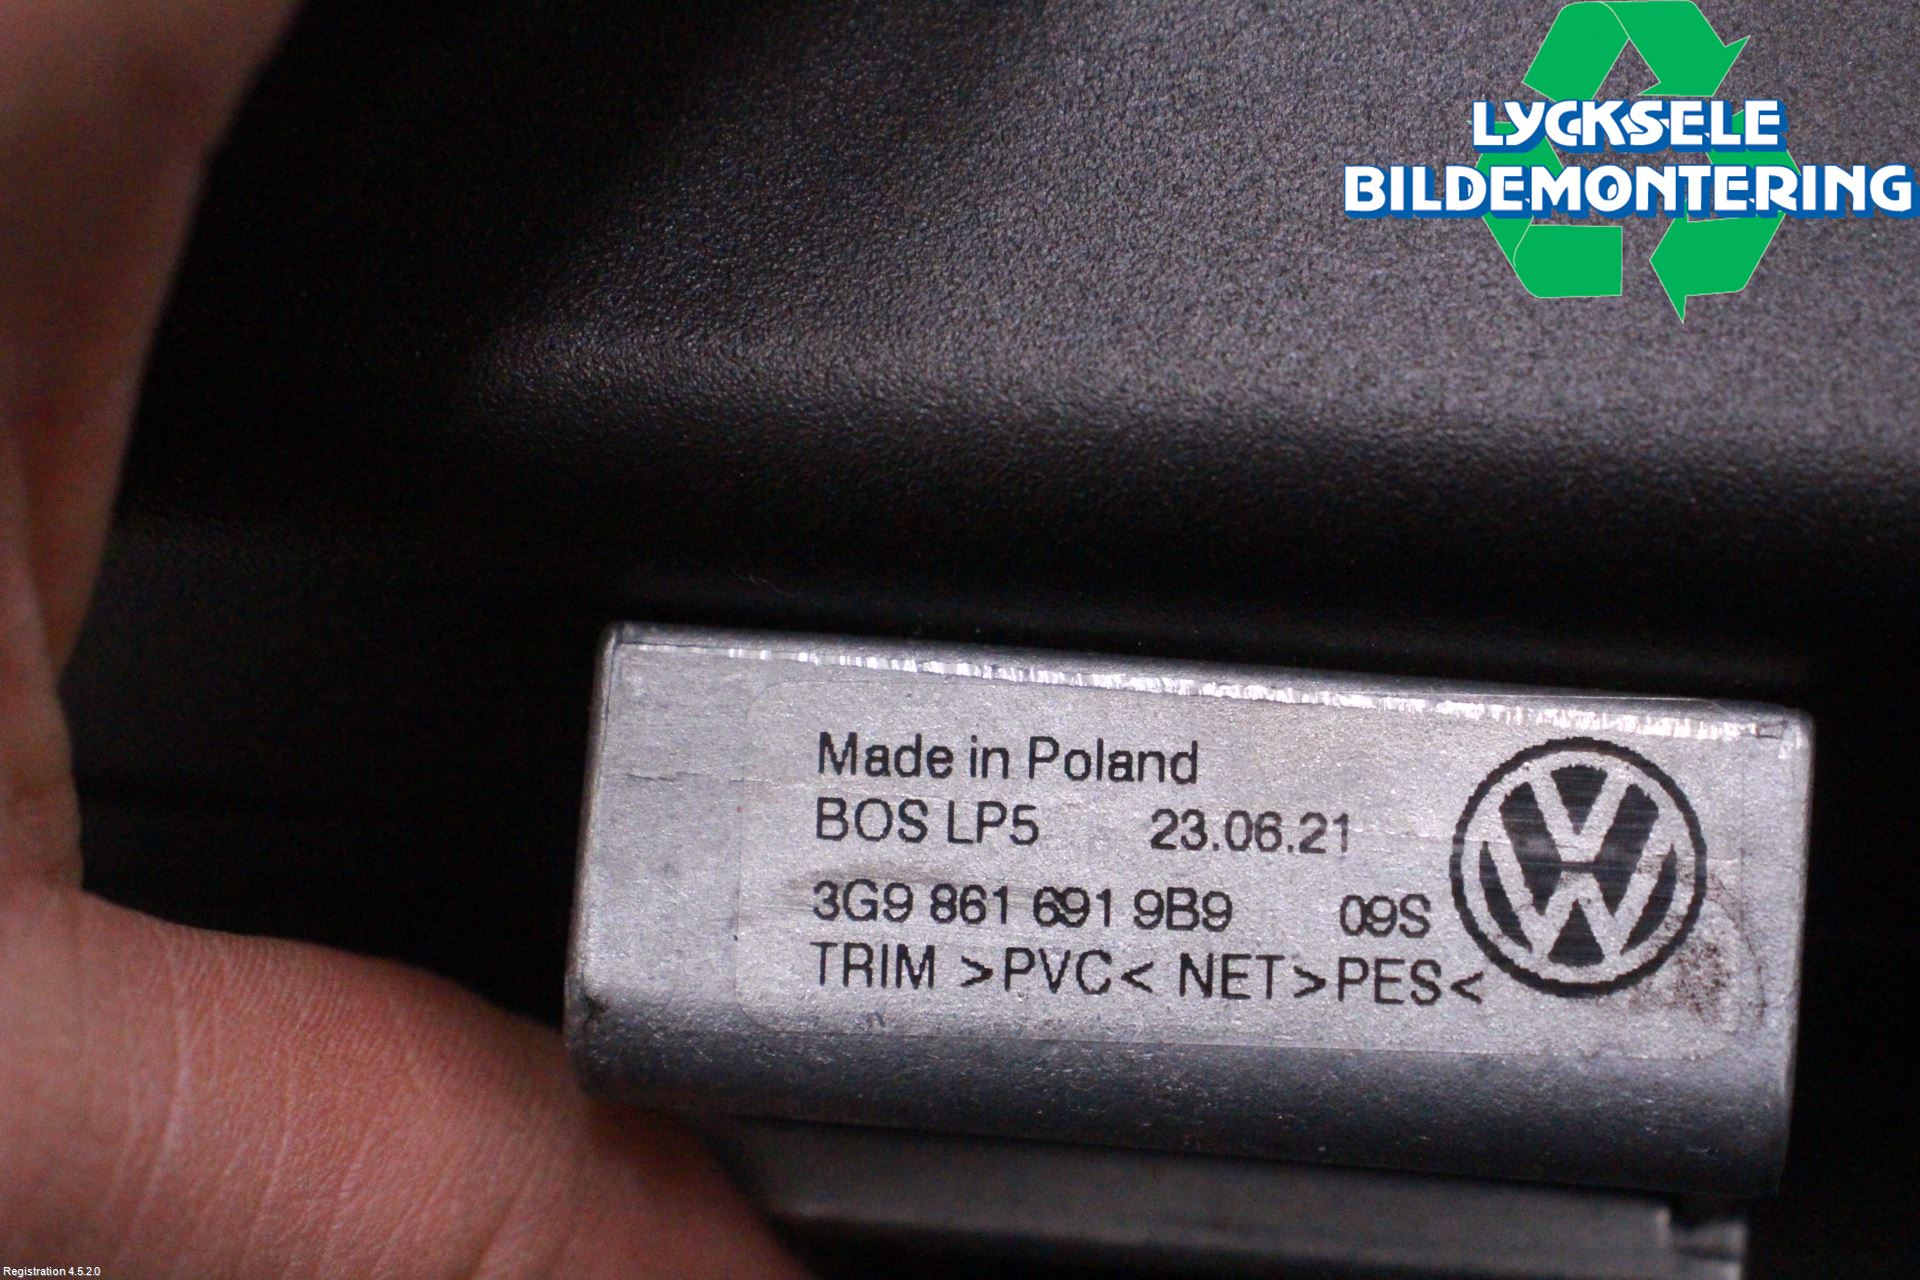 LYCKSELE
BILDEMONTERING
Made in Poland
BOS LP5 23.06.21
3G9 861 691 9B9 09S
TRIM >PVC< NET>PES<
Registration 4.5.2.0